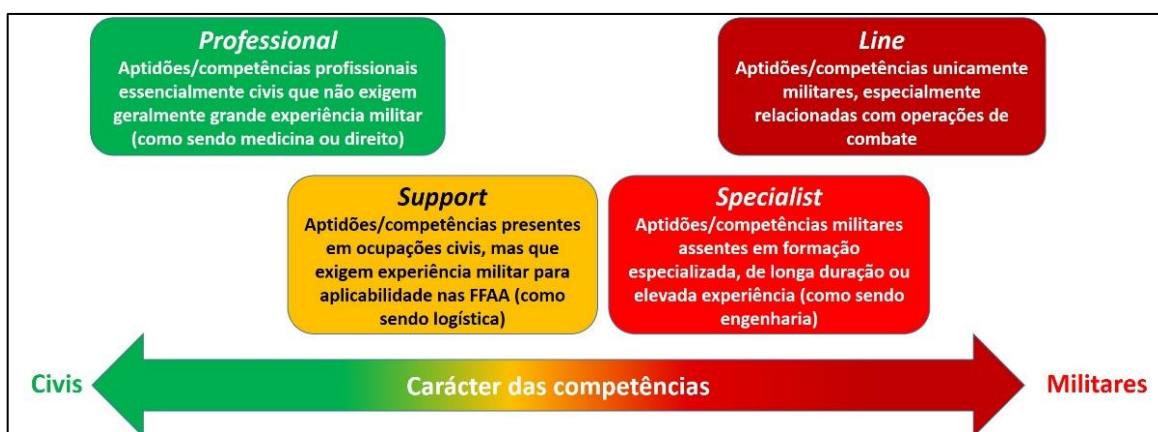 Professional
Aptidões/competências profissionais
essencialmente civis que não exigem
geralmente grande experiência militar
(como sendo medicina ou direito)
Line
Aptidões/competências unicamente
militares, especialmente
relacionadas com operações de
combate
Support
Aptidões/competências presentes
em ocupações civis, mas que
exigem experiência militar para
aplicabilidade nas FFAA (como
sendo logística)
Specialist
Aptidões/competências militares
assentes em formação
especializada, de longa duração ou
elevada experiência (como sendo
engenharia)
Civis
Carácter das competências
Militares